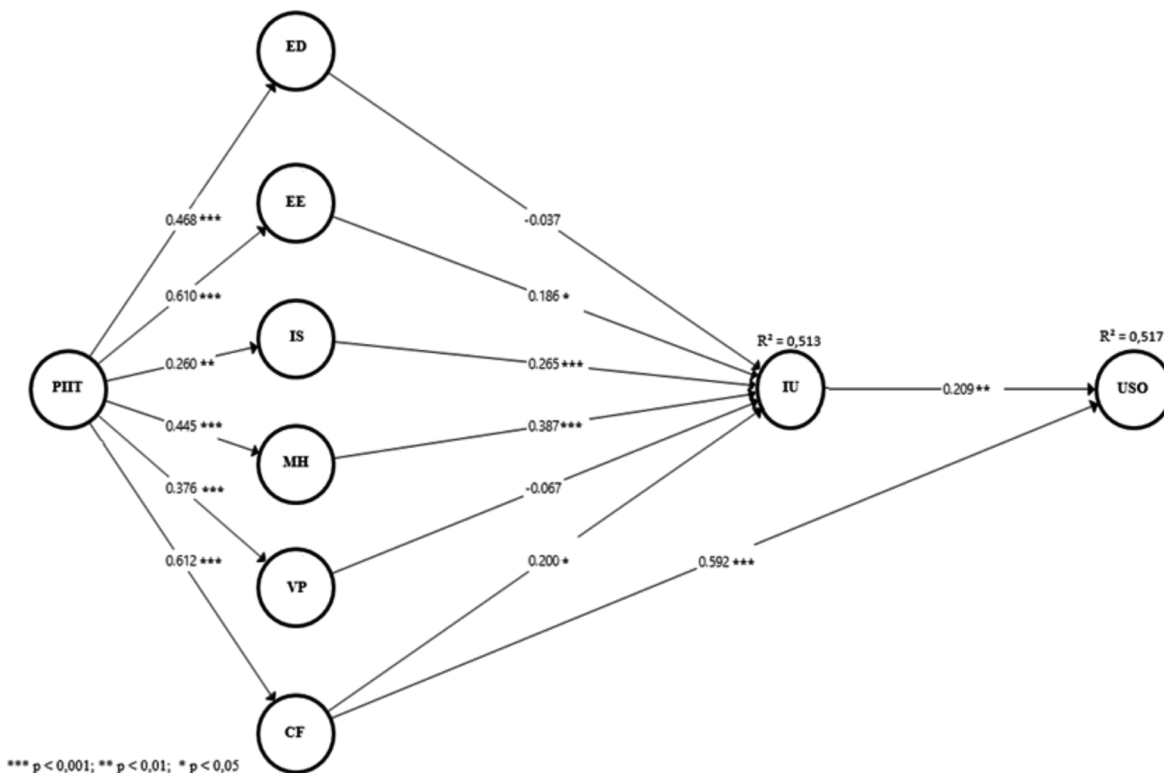 ED
0.468 ***
-0.037
EE
0.610 ***
0.186 *
IS
0.260 **
0.265 ***
R² = 0,513
R² = 0,517
PIIT
IU
0.209 **
USO
0.445 ***
MH
0.387 ***
0.376 ***
-0.067
VP
0.612 ***
0.200 *
0.592 ***
CF
*** p < 0,001; ** p < 0,01; * p < 0,05